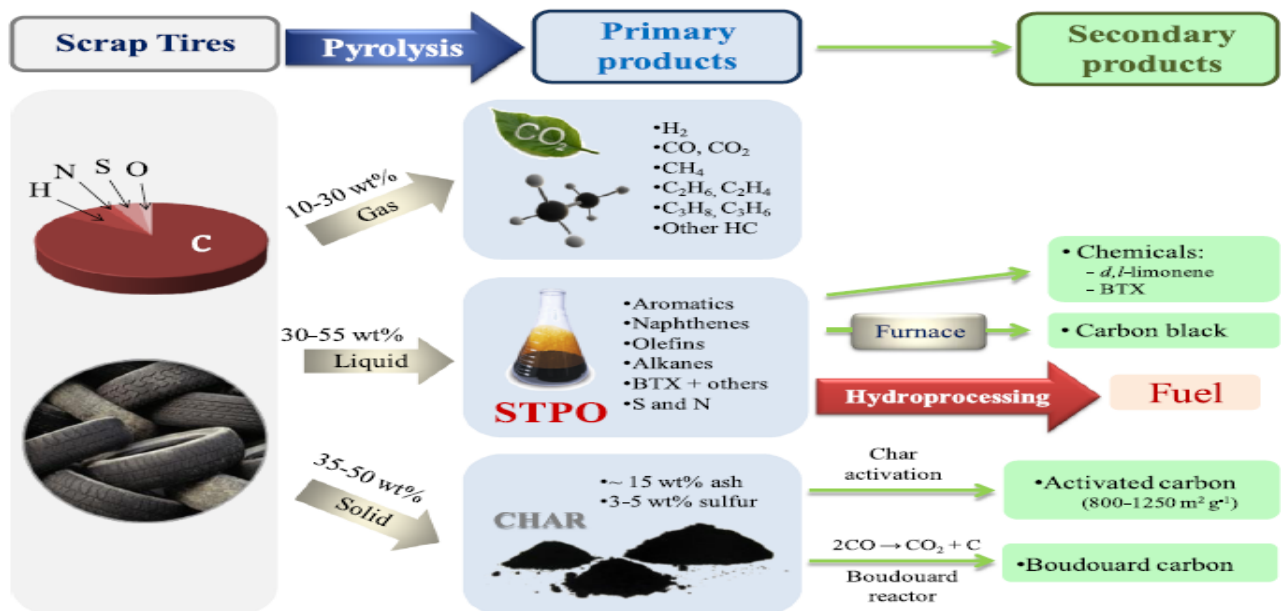 Scrap Tires
Pyrolysis
Primary
products
Secondary
products
N S O
H
C
10-30 wt%
Gas
CO₂
•H₂
•CO, CO₂
•CH₄
•C₂H₆, C₂H₄
•C₃H₈, C₃H₆
•Other HC
30-55 wt%
Liquid
STPO
•Aromatics
•Naphthenes
•Olefins
•Alkanes
•BTX + others
•S and N
• Chemicals:
- d,l-limonene
- BTX
Furnace
• Carbon black
Hydroprocessing
Fuel
35-50 wt%
Solid
CHAR
•~ 15 wt% ash
•3-5 wt% sulfur
Char
activation
•Activated carbon
(800-1250 m² g⁻¹)
2CO → CO₂ + C
Boudouard
reactor
•Boudouard carbon